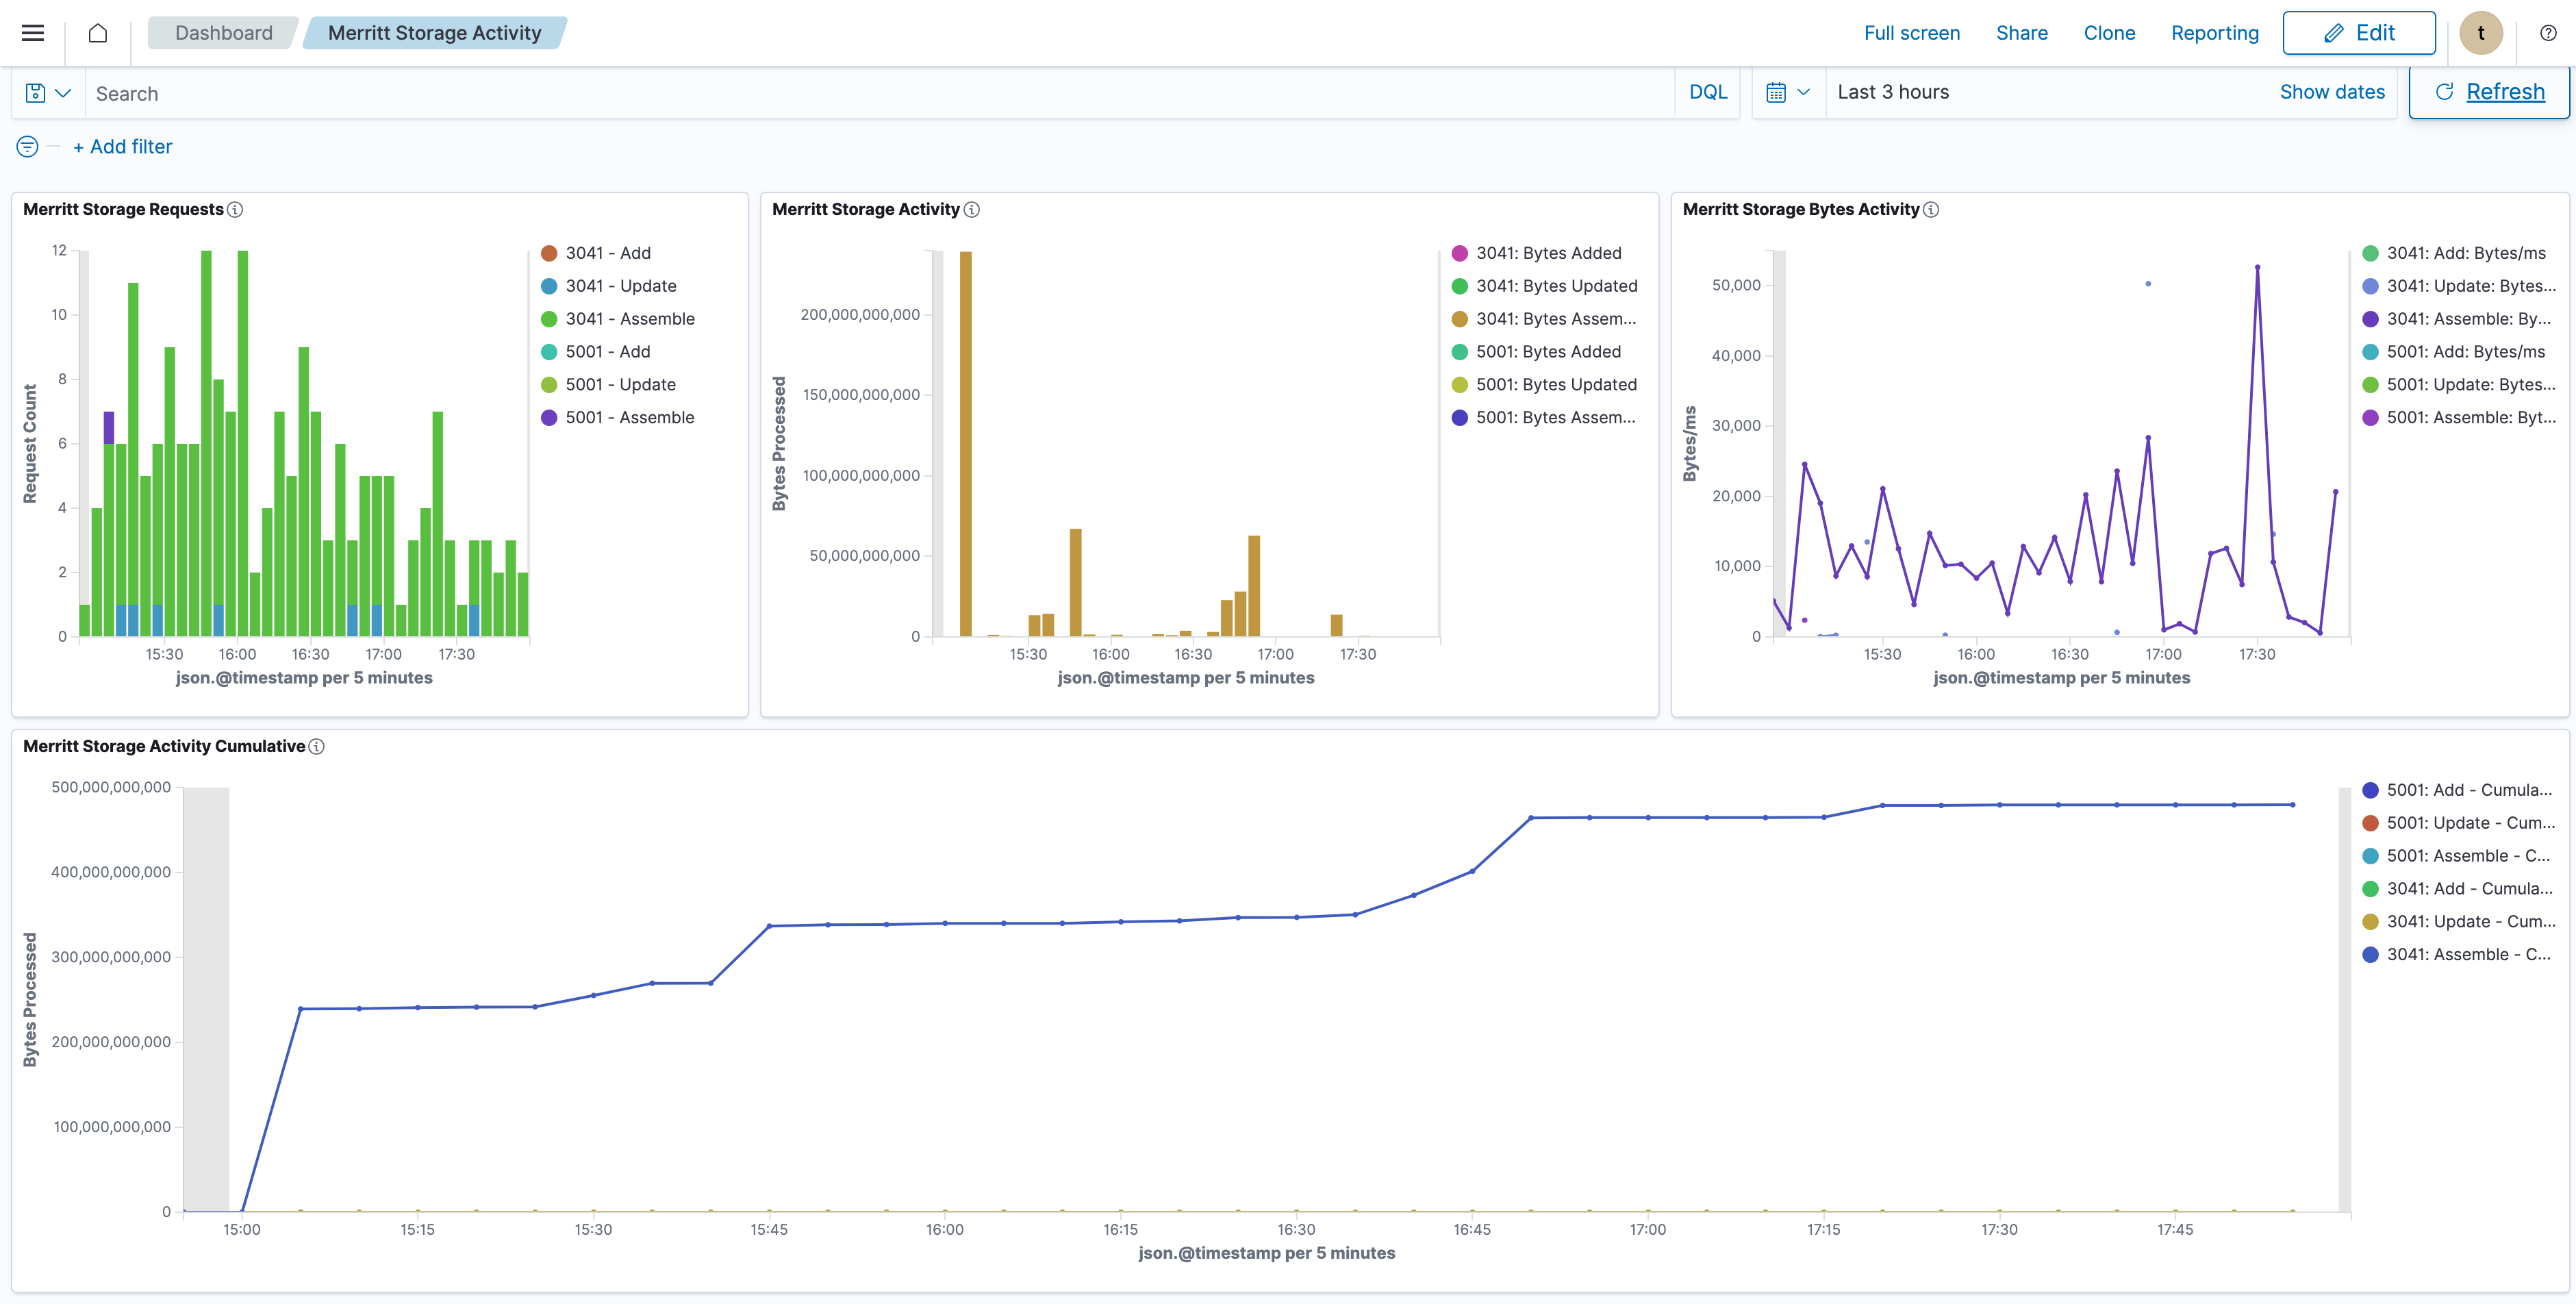 Dashboard
Merritt Storage Activity
Full screen
Share
Clone
Reporting
Edit
t
Search
DQL
Last 3 hours
Show dates
Refresh
+ Add filter
Merritt Storage Requests
12
10
8
6
4
2
0
Request Count
15:30
16:00
16:30
17:00
17:30
json.@timestamp per 5 minutes
3041 - Add
3041 - Update
3041 - Assemble
5001 - Add
5001 - Update
5001 - Assemble
Merritt Storage Activity
200,000,000,000
150,000,000,000
100,000,000,000
50,000,000,000
0
Bytes Processed
15:30
16:00
16:30
17:00
17:30
json.@timestamp per 5 minutes
3041: Bytes Added
3041: Bytes Updated
3041: Bytes Assem...
5001: Bytes Added
5001: Bytes Updated
5001: Bytes Assem...
Merritt Storage Bytes Activity
50,000
40,000
30,000
20,000
10,000
0
Bytes/ms
15:30
16:00
16:30
17:00
17:30
json.@timestamp per 5 minutes
3041: Add: Bytes/ms
3041: Update: Bytes...
3041: Assemble: By...
5001: Add: Bytes/ms
5001: Update: Bytes...
5001: Assemble: Byt...
Merritt Storage Activity Cumulative
500,000,000,000
400,000,000,000
300,000,000,000
200,000,000,000
100,000,000,000
0
Bytes Processed
15:00
15:15
15:30
15:45
16:00
16:15
16:30
16:45
17:00
17:15
17:30
17:45
json.@timestamp per 5 minutes
5001: Add - Cumula...
5001: Update - Cum...
5001: Assemble - C...
3041: Add - Cumula...
3041: Update - Cum...
3041: Assemble - C...